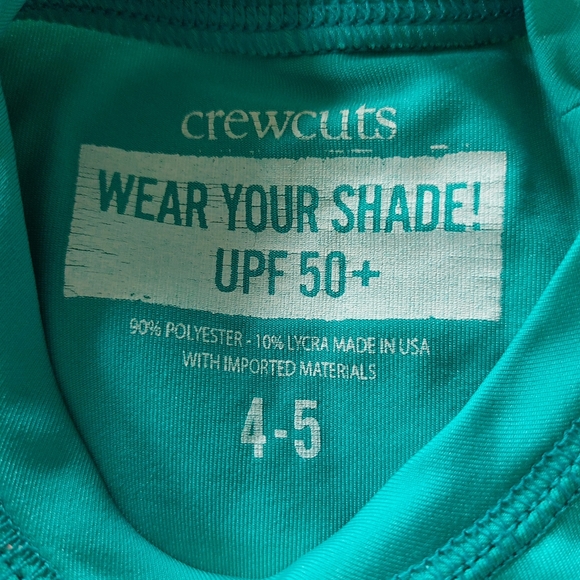 crewcuts
WEAR YOUR SHADE!
UPF 50+
90% POLYESTER - 10% LYCRA MADE IN USA
WITH IMPORTED MATERIALS
4-5